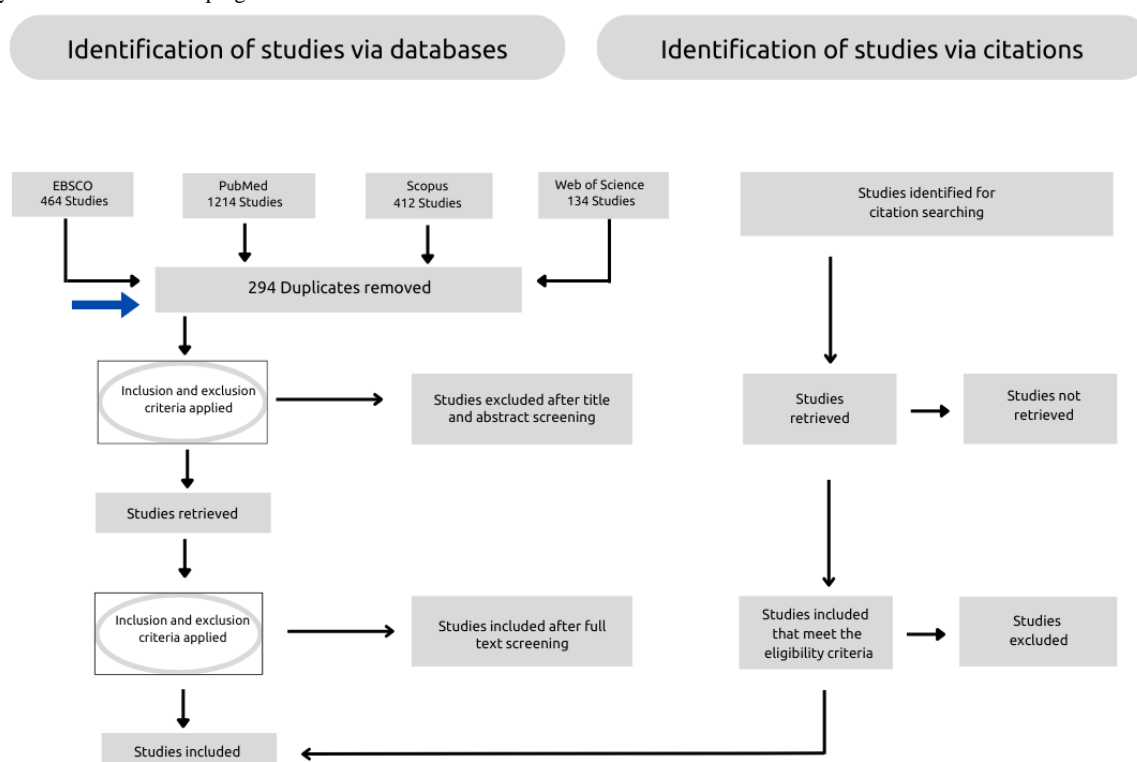 Identification of studies via databases
Identification of studies via citations
EBSCO
464 Studies
PubMed
1214 Studies
Scopus
412 Studies
Web of Science
134 Studies
Studies identified for
citation searching
294 Duplicates removed
Inclusion and exclusion
criteria applied
Studies excluded after title
and abstract screening
Studies
retrieved
Studies not
retrieved
Studies retrieved
Inclusion and exclusion
criteria applied
Studies included after full
text screening
Studies included
that meet the
eligibility criteria
Studies
excluded
Studies included